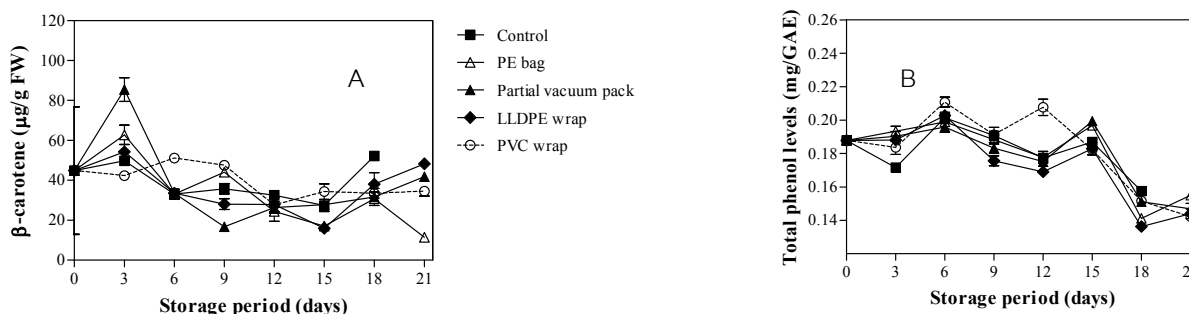 β-carotene (μg/g FW)
120
100
80
60
40
20
0
A
0 3 6 9 12 15 18 21
Storage period (days)
Control
PE bag
Partial vacuum pack
LLDPE wrap
PVC wrap
Total phenol levels (mg/GAE)
0.26
0.22
0.20
0.18
0.16
0.14
B
0 3 6 9 12 15 18
Storage period (days)